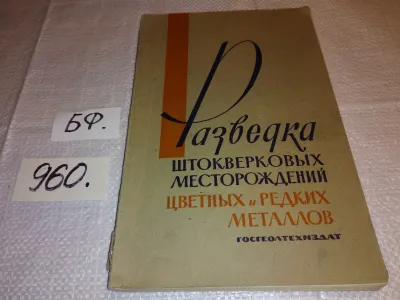 Разведка
ШТОКВЕРКОВЫХ
МЕСТОРОЖДЕНИЙ
ЦВЕТНЫХ и РЕДКИХ
МЕТАЛЛОВ
ГОСГЕОЛТЕХИЗДАТ
БФ.
960.